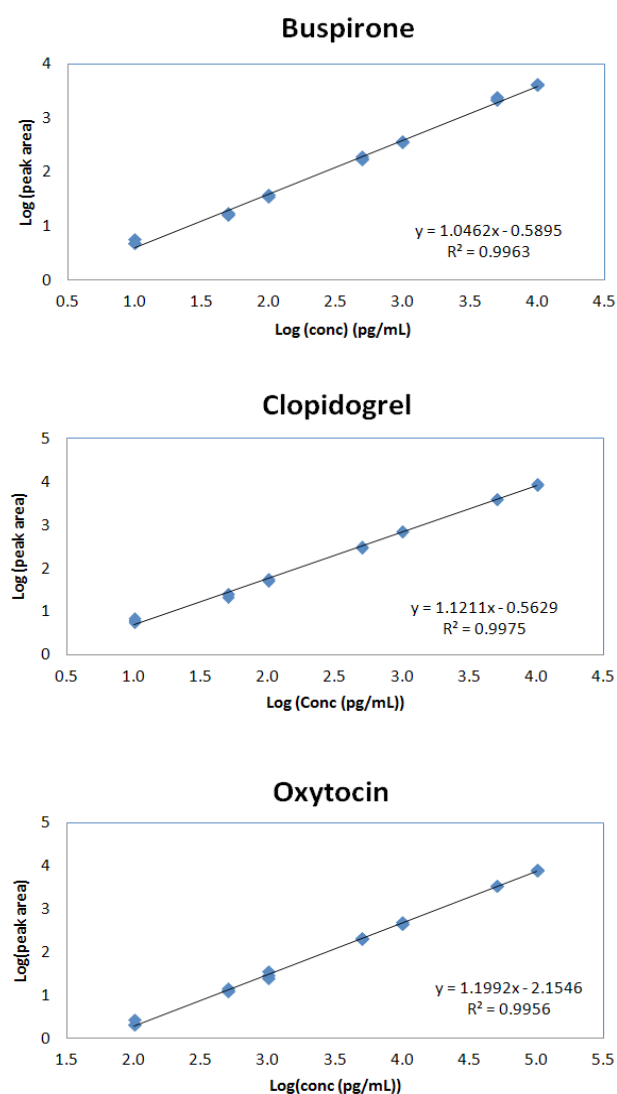 Buspirone
Log (peak area)
4
3
2
1
0
y = 1.0462x - 0.5895
R² = 0.9963
0.5 1.0 1.5 2.0 2.5 3.0 3.5 4.0 4.5
Log (conc) (pg/mL)
Clopidogrel
Log (peak area)
5
4
3
2
1
0
y = 1.1211x - 0.5629
R² = 0.9975
0.5 1.0 1.5 2.0 2.5 3.0 3.5 4.0 4.5
Log (Conc (pg/mL))
Oxytocin
Log(peak area)
5
4
3
2
1
0
y = 1.1992x - 2.1546
R² = 0.9956
1.5 2.0 2.5 3.0 3.5 4.0 4.5 5.0 5.5
Log(conc (pg/mL))